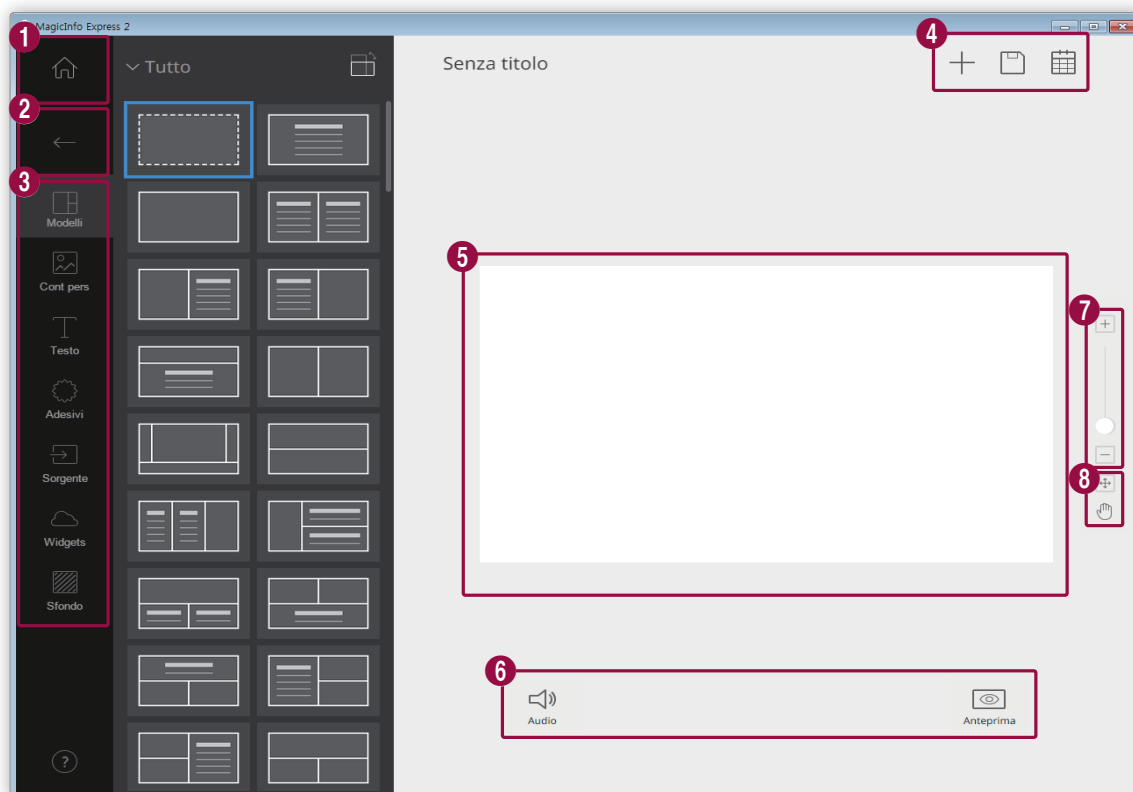 MagicInfo Express 2
1
2
3
Modelli
Cont pers
Testo
Adesivi
Sorgente
Widgets
Sfondo
?
Tutto
Senza titolo
4
5
6
Audio
Anteprima
7
8